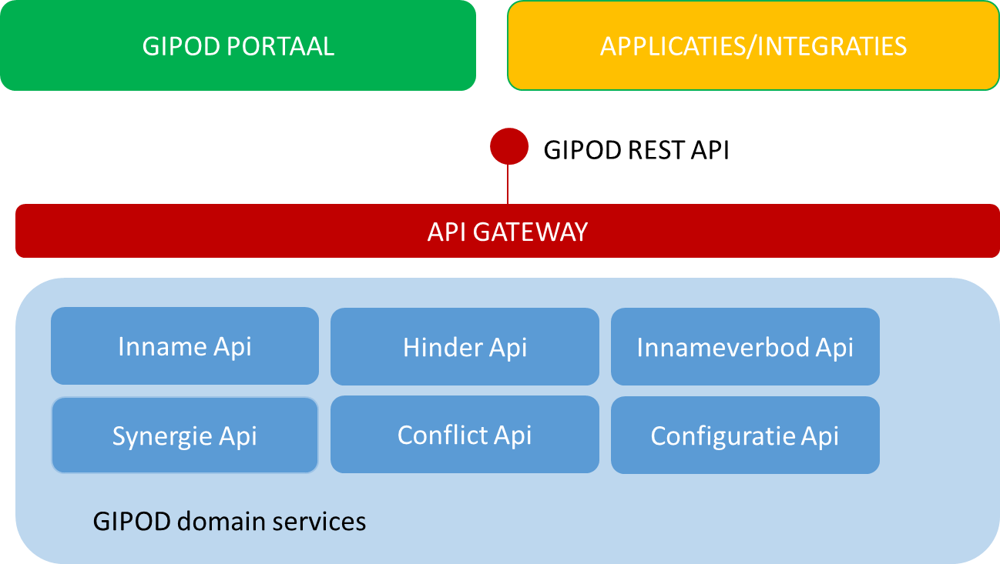 GIPOD PORTAAL
APPLICATIES/INTEGRATIES
GIPOD REST API
API GATEWAY
Inname Api
Hinder Api
Innameverbod Api
Synergie Api
Conflict Api
Configuratie Api
GIPOD domain services